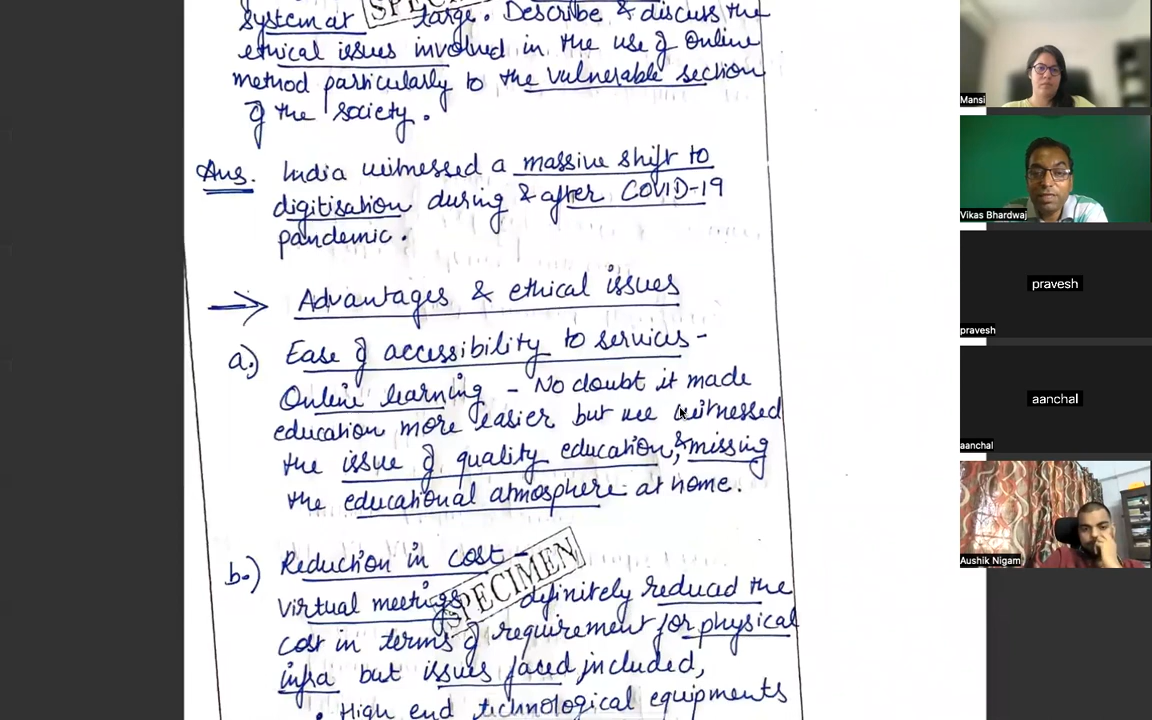 system at SPECIMEN large. Describe & discuss the
ethical issues involved in the use of Online
method particularly to the vulnerable section
of the society.
Ans. India witnessed a massive shift to
digitisation during & after COVID-19
pandemic.
→ Advantages & ethical issues
a.) Ease of accessibility to services -
Online learning - No doubt it made
education more easier but we witnessed
the issue of quality education, & missing
the educational atmosphere at home.
b.) Reduction in cost -
SPECIMEN
Virtual meetings definitely reduced the
cost in terms of requirement for physical
infra but issues faced included,
• High end technological equipments
Mansi
Vikas Bhardwaj
pravesh
pravesh
aanchal
aanchal
Aushik Nigam